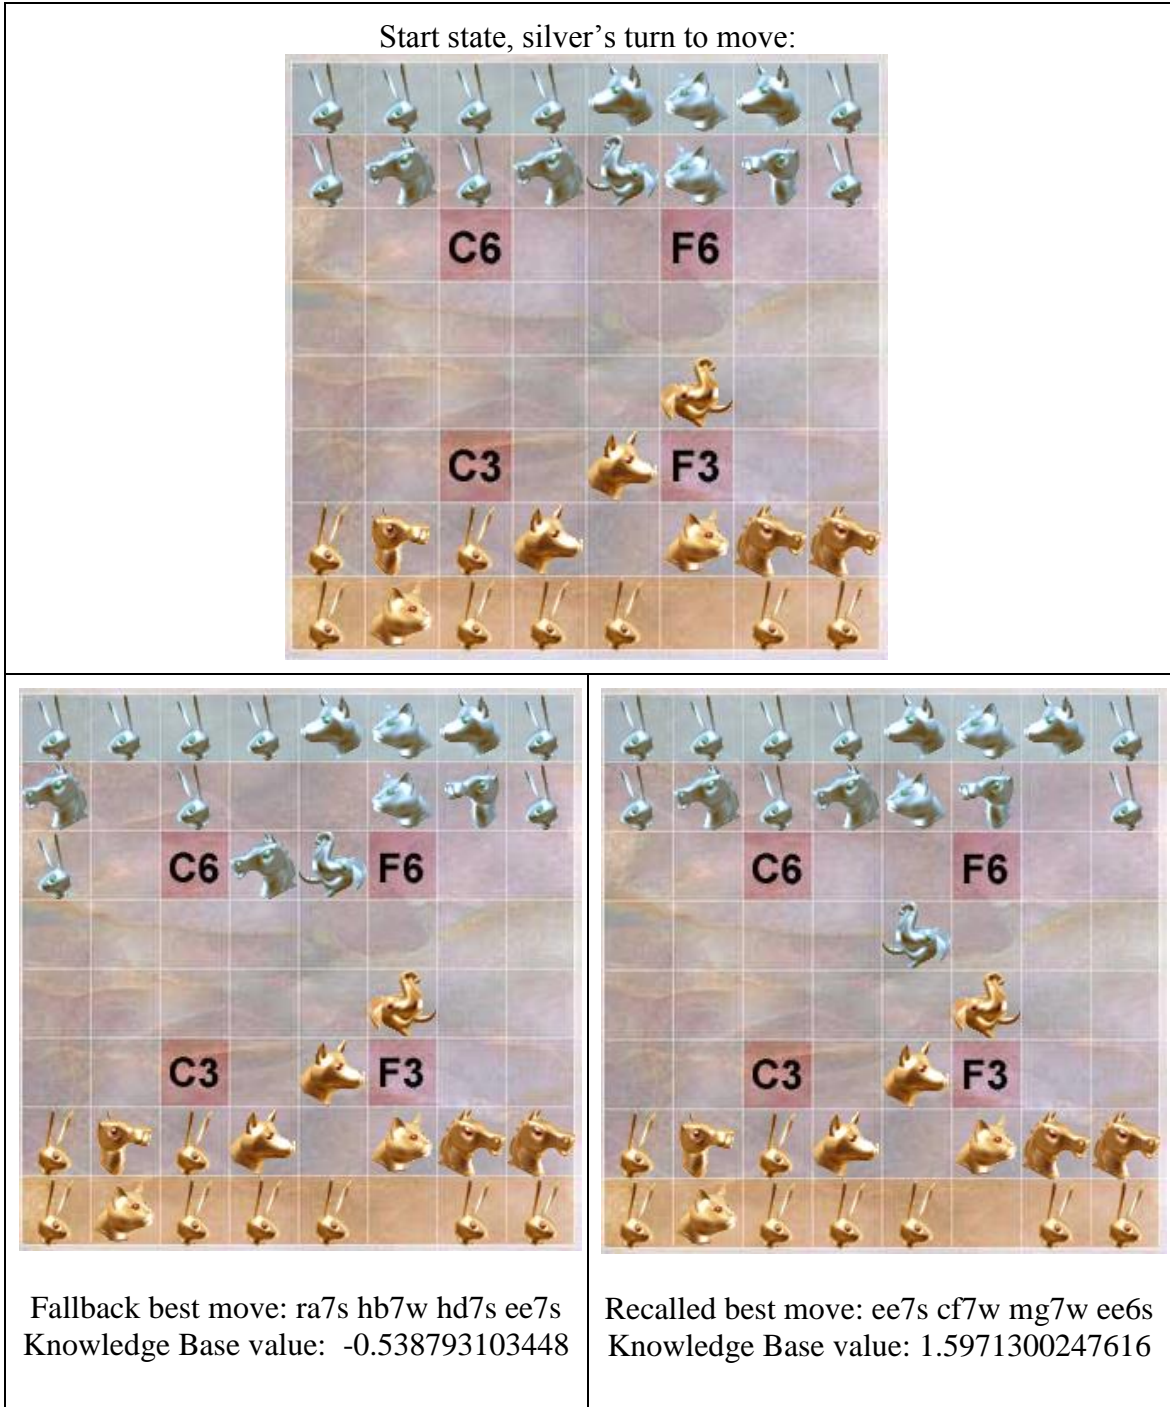 Start state, silver's turn to move:
C6 F6
C3 F3
C6 F6
C3 F3
Fallback best move: ra7s hb7w hd7s ee7s
Knowledge Base value: -0.538793103448
C6 F6
C3 F3
Recalled best move: ee7s cf7w mg7w ee6s
Knowledge Base value: 1.5971300247616